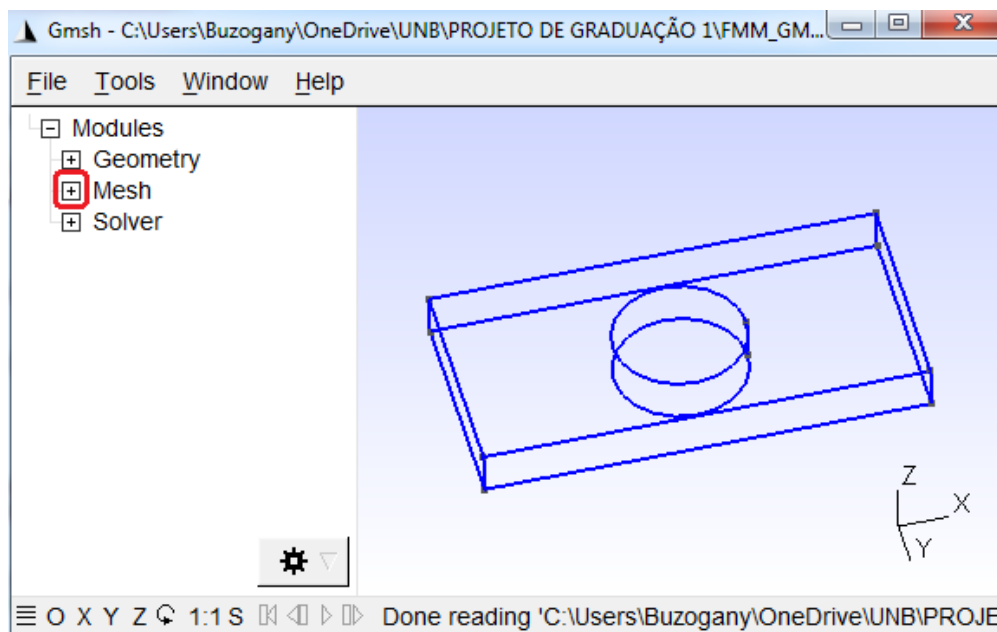 Gmsh - C:\Users\Buzogany\OneDrive\UNB\PROJETO DE GRADUAÇÃO 1\FMM_GM...
File Tools Window Help
Modules
Geometry
Mesh
Solver
Z
X
Y
O X Y Z 1:1 S Done reading 'C:\Users\Buzogany\OneDrive\UNB\PROJE